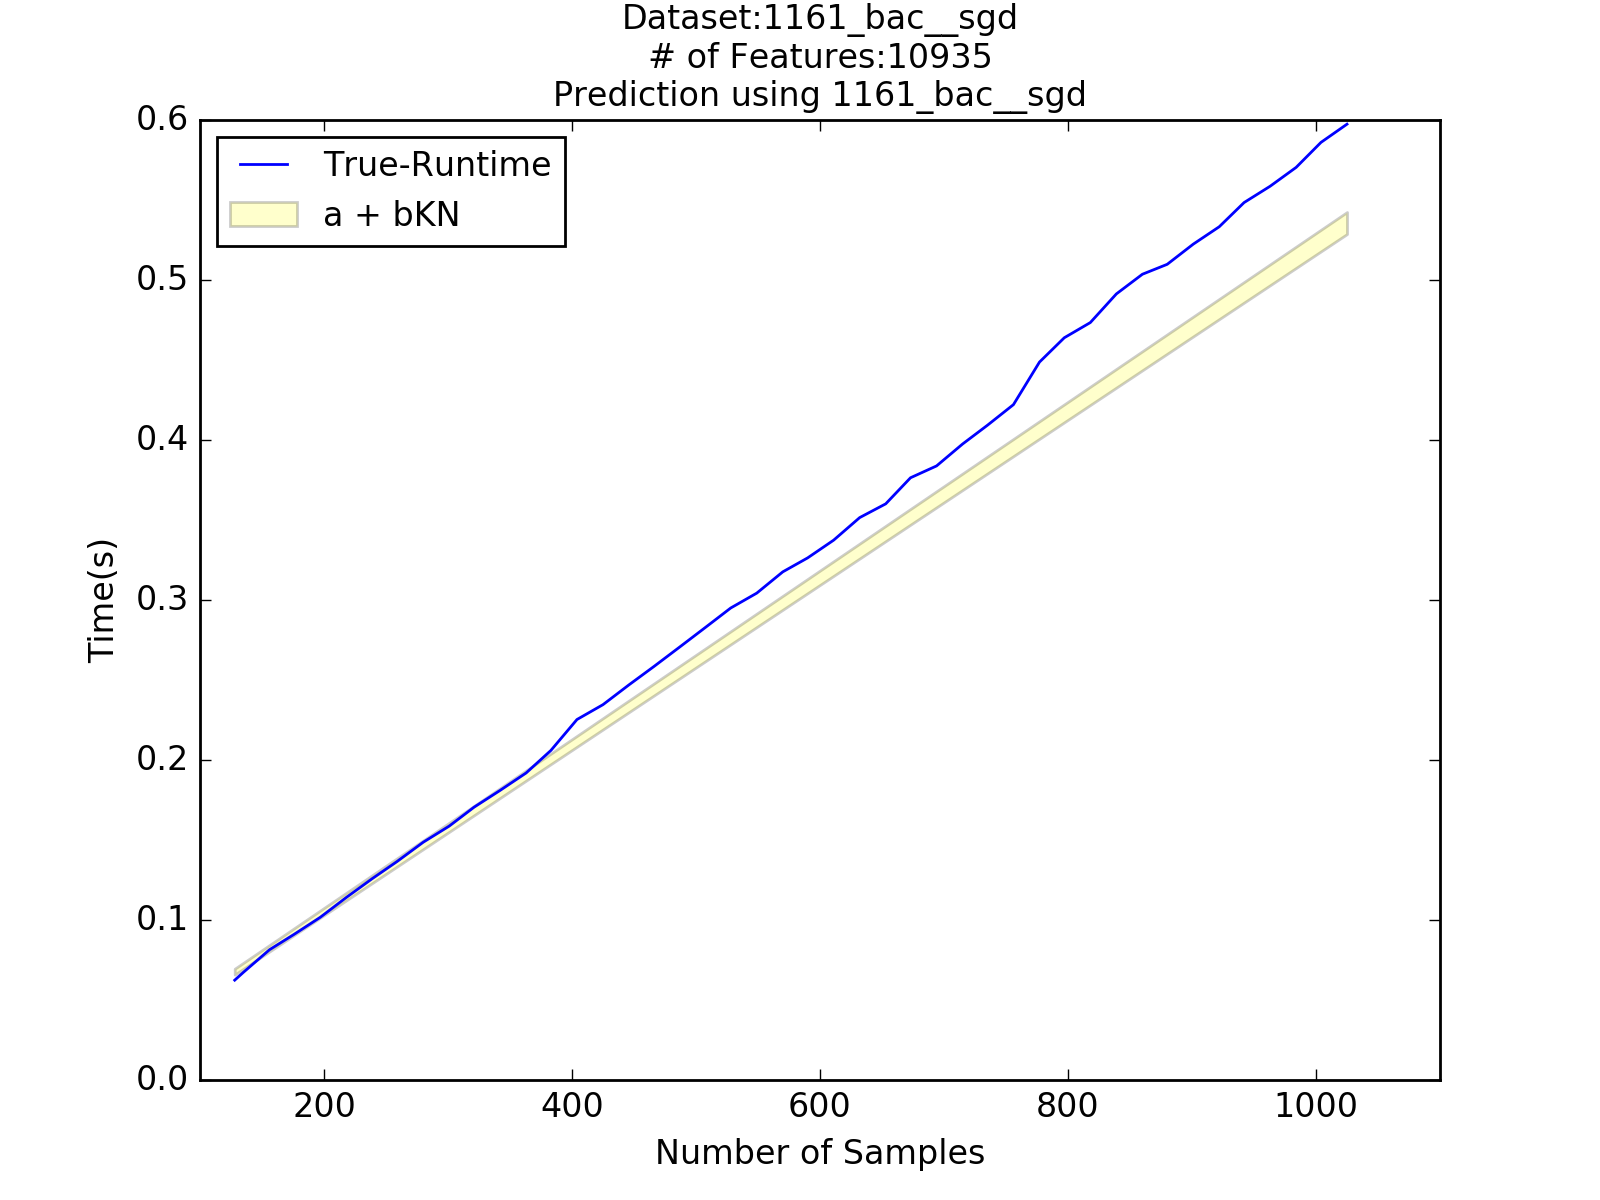 Dataset:1161_bac__sgd
# of Features:10935
Prediction using 1161_bac__sgd
True-Runtime
a + bKN
0.6
0.5
0.4
0.3
0.2
0.1
0.0
Time(s)
200 400 600 800 1000
Number of Samples